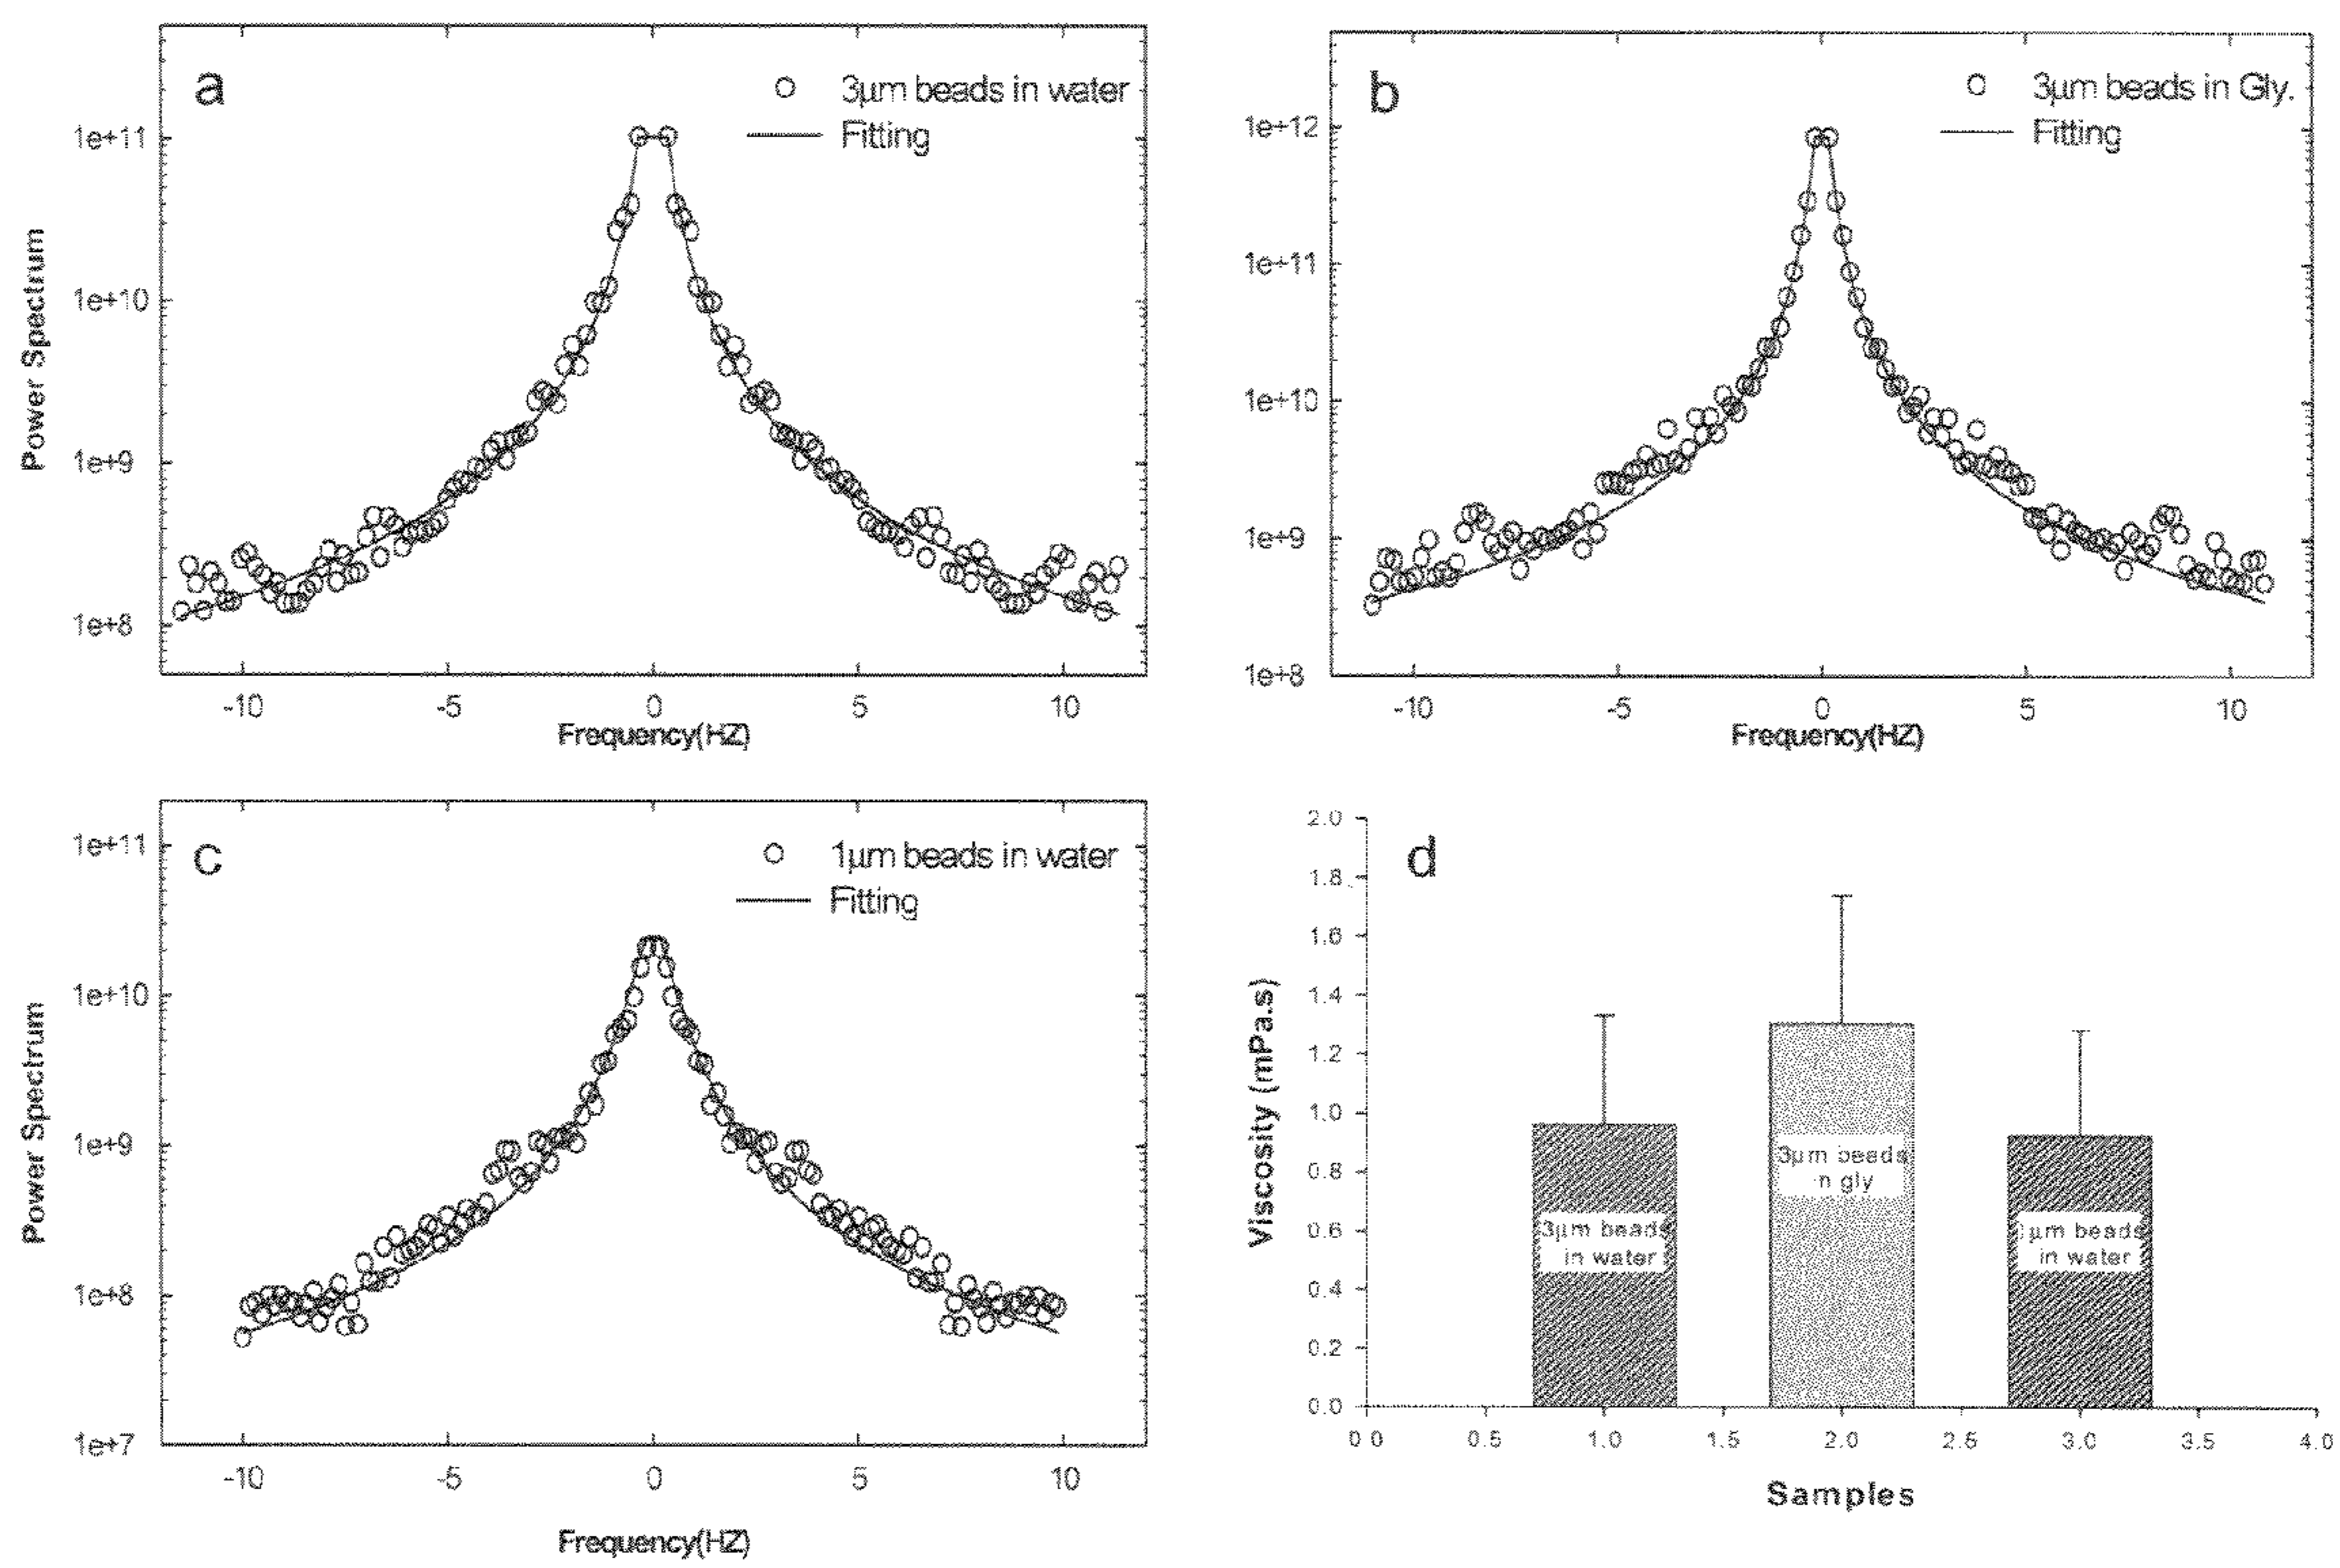 a
3µm beads in water
Fitting
1e+11
1e+10
1e+9
1e+8
Power Spectrum
-10
-5
0
5
10
Frequency(HZ)
b
3µm beads in Gly.
Fitting
1e+12
1e+11
1e+10
1e+9
1e+8
-10
-5
0
5
10
Frequency(HZ)
c
1µm beads in water
Fitting
1e+11
1e+10
1e+9
1e+8
1e+7
Power Spectrum
-10
-5
0
5
10
Frequency(HZ)
d
2.0
1.8
1.6
1.4
1.2
1.0
0.8
0.6
0.4
0.2
0.0
Viscosity (mPa.s)
3µm beads
in water
3µm beads
n gly
µm beads
in water
0 0
0.5
1.0
1.5
2.0
2.5
3.0
3.5
4.0
Samples